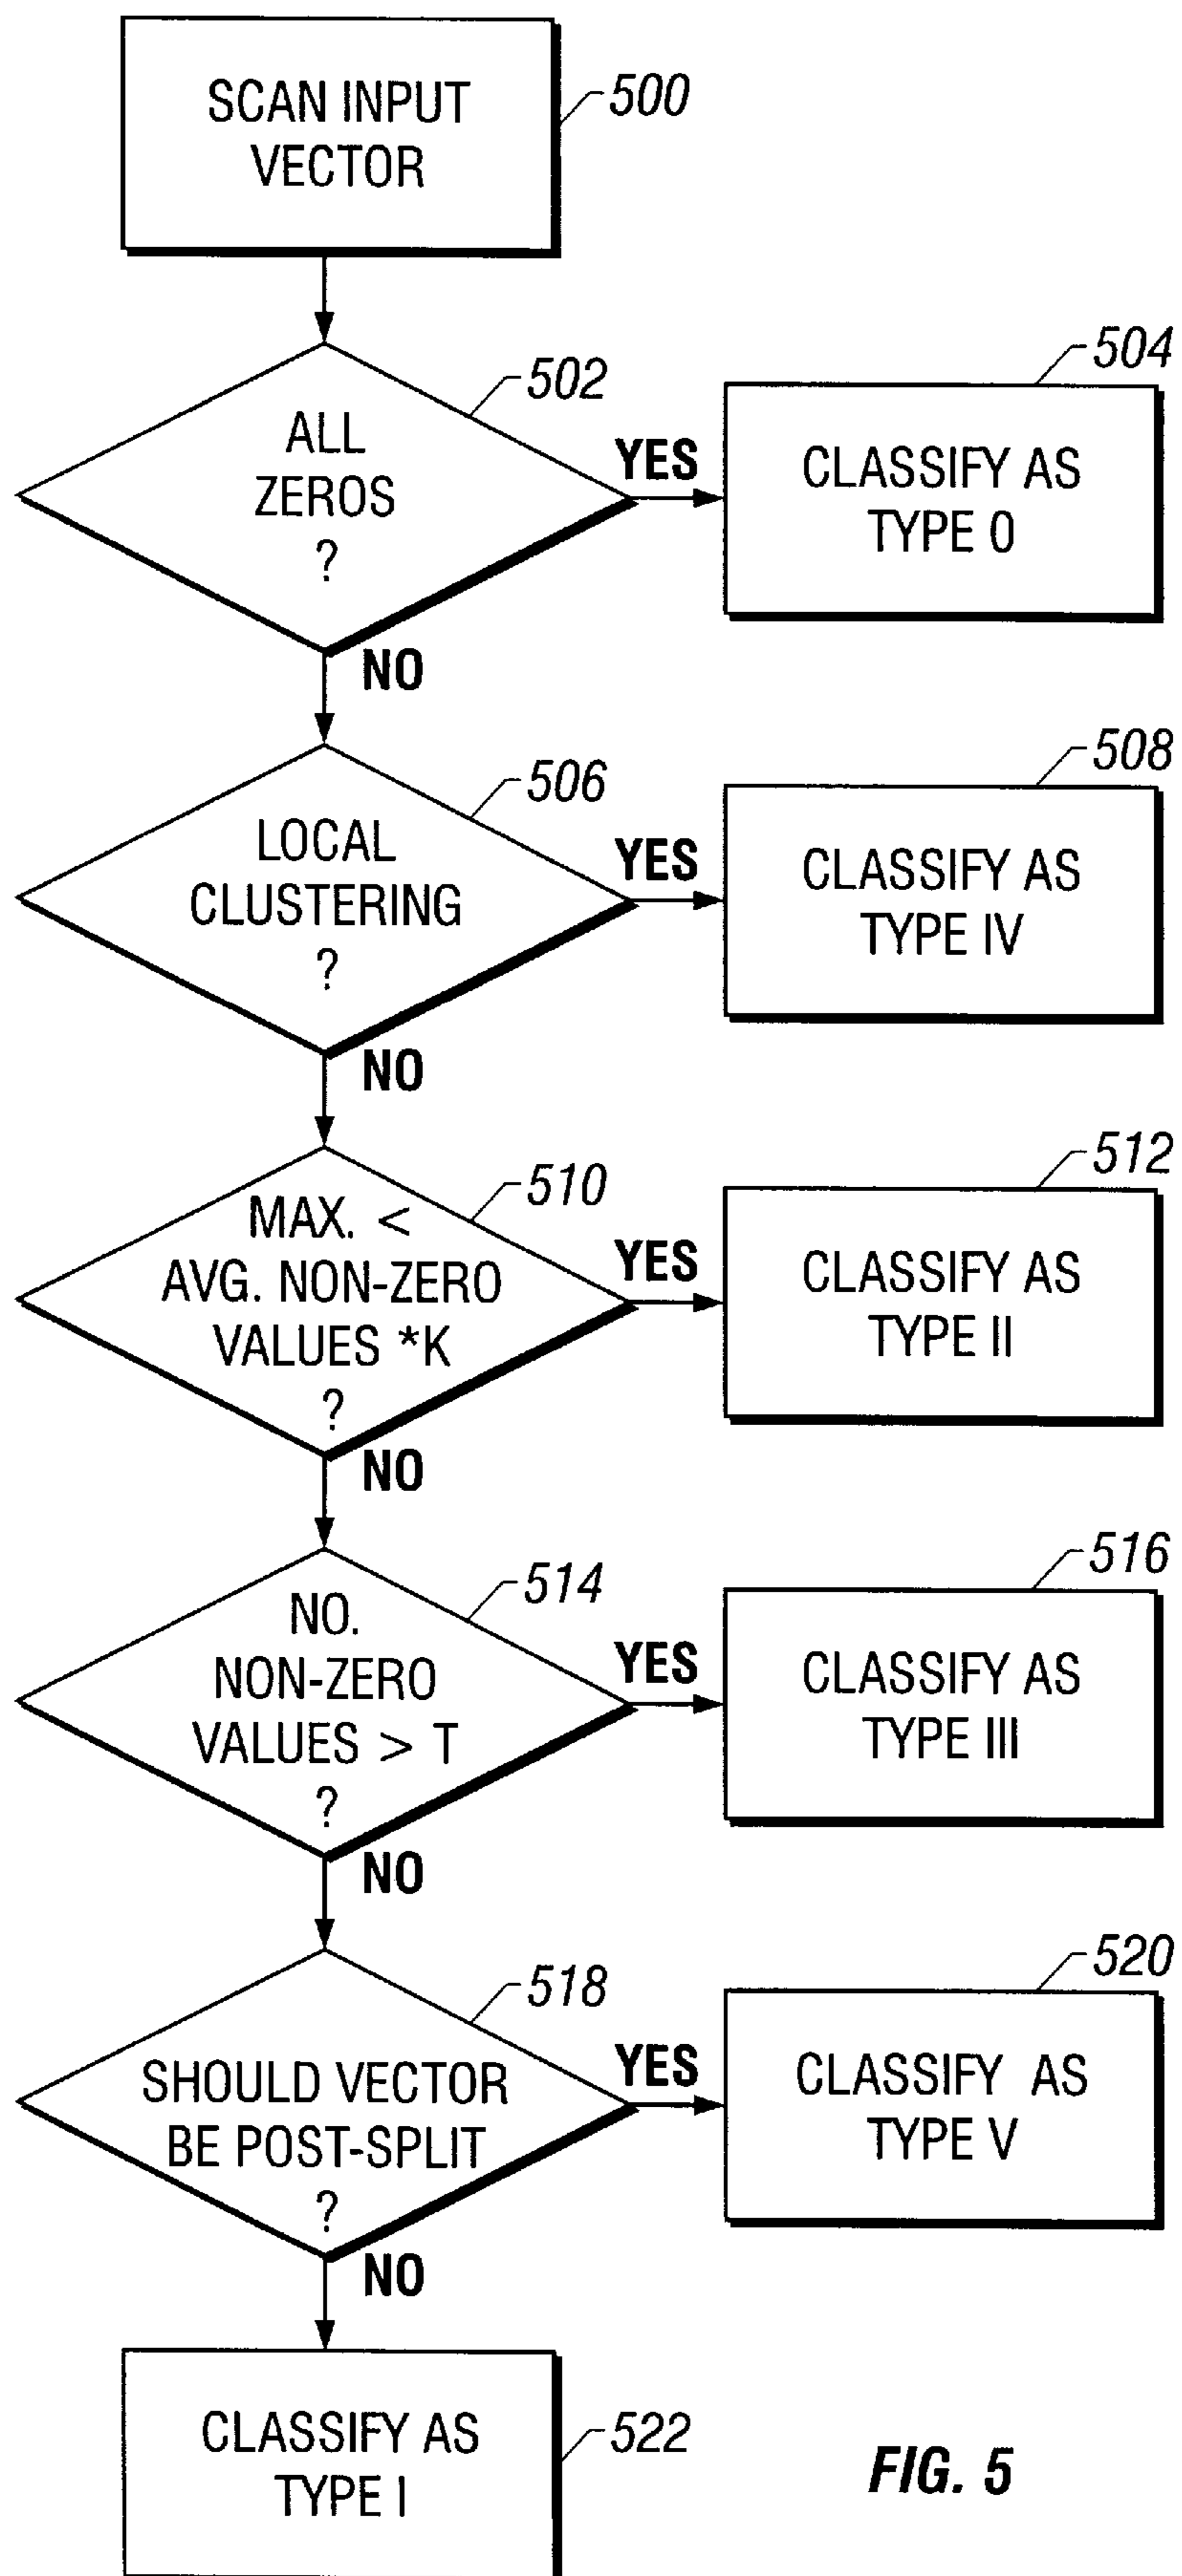 SCAN INPUT
VECTOR
500
ALL
ZEROS
?
502
YES
CLASSIFY AS
TYPE 0
504
NO
LOCAL
CLUSTERING
?
506
YES
CLASSIFY AS
TYPE IV
508
NO
MAX. <
AVG. NON-ZERO
VALUES *K
?
510
YES
CLASSIFY AS
TYPE II
512
NO
NO.
NON-ZERO
VALUES > T
?
514
YES
CLASSIFY AS
TYPE III
516
NO
SHOULD VECTOR
BE POST-SPLIT
?
518
YES
CLASSIFY AS
TYPE V
520
NO
CLASSIFY AS
TYPE I
522
FIG. 5